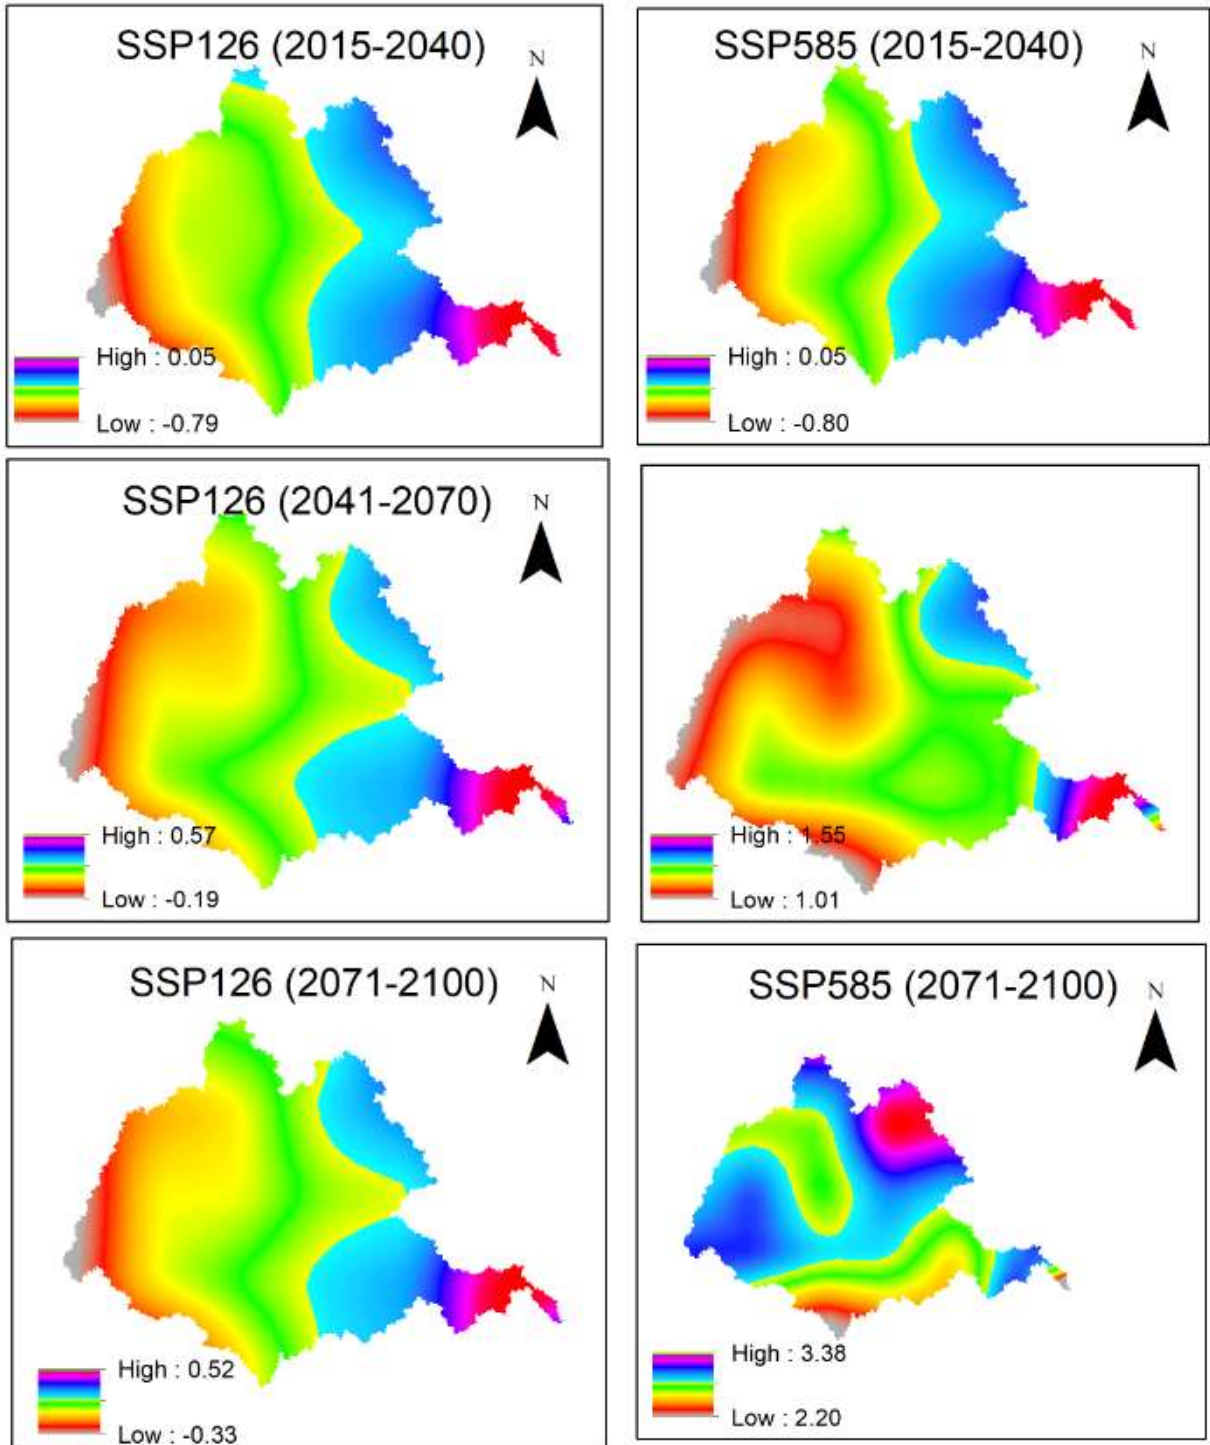 SSP126 (2015-2040)
N
High : 0.05
Low : -0.79
SSP585 (2015-2040)
N
High : 0.05
Low : -0.80
SSP126 (2041-2070)
N
High : 0.57
Low : -0.19
High : 1.55
Low : 1.01
SSP126 (2071-2100)
N
High : 0.52
Low : -0.33
SSP585 (2071-2100)
N
High : 3.38
Low : 2.20